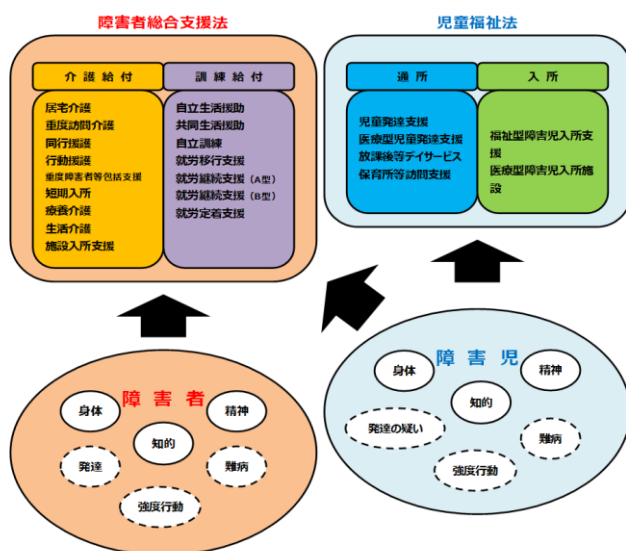 障害者総合支援法
介護給付
訓練給付
居宅介護
重度訪問介護
同行援護
行動援護
重度障害者等包括支援
短期入所
療養介護
生活介護
施設入所支援
自立生活援助
共同生活援助
自立訓練
就労移行支援
就労継続支援（A型）
就労継続支援（B型）
就労定着支援
児童福祉法
通所
入所
児童発達支援
医療型児童発達支援
放課後等デイサービス
保育所等訪問支援
福祉型障害児入所支
援
医療型障害児入所施
設
障害者
身体
精神
知的
発達
難病
強度行動
障害児
身体
精神
知的
発達の疑い
難病
強度行動